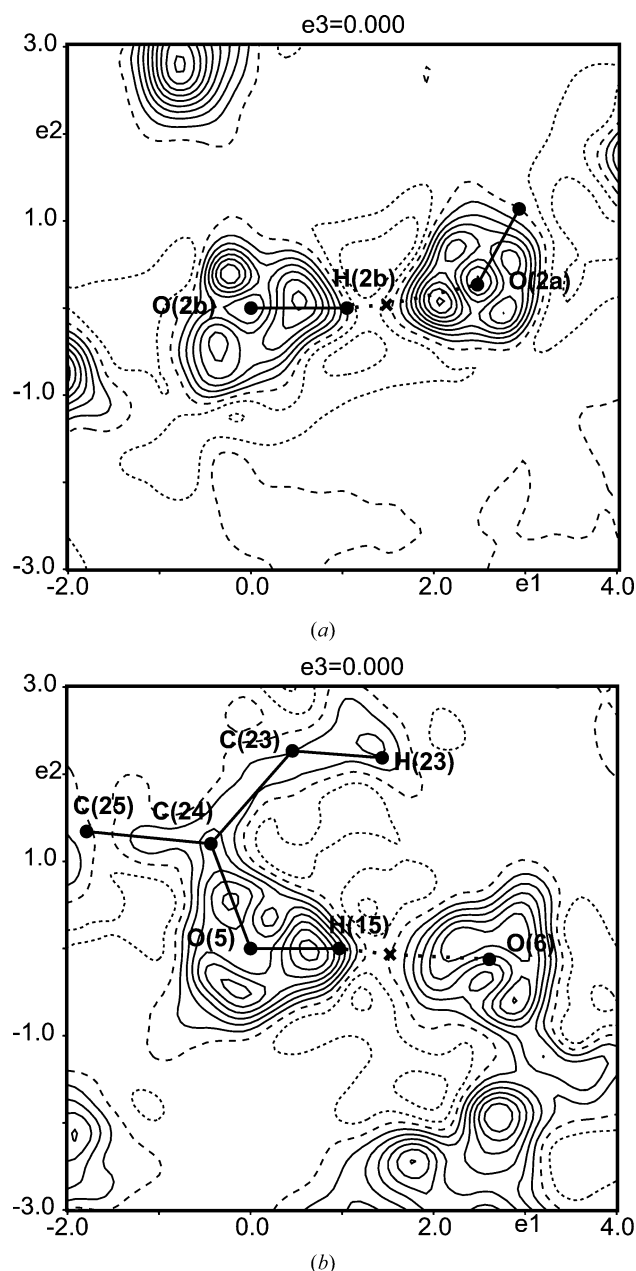 e3=0.000
3.0
e2
1.0
H(2b)
O(2b)
O(2a)
-1.0
-3.0
-2.0 0.0 2.0 e1 4.0
(a)
e3=0.000
3.0
C(23)
H(23)
e2
C(25) C(24)
1.0
H(15)
O(5) O(6)
-1.0
-3.0
-2.0 0.0 2.0 e1 4.0
(b)